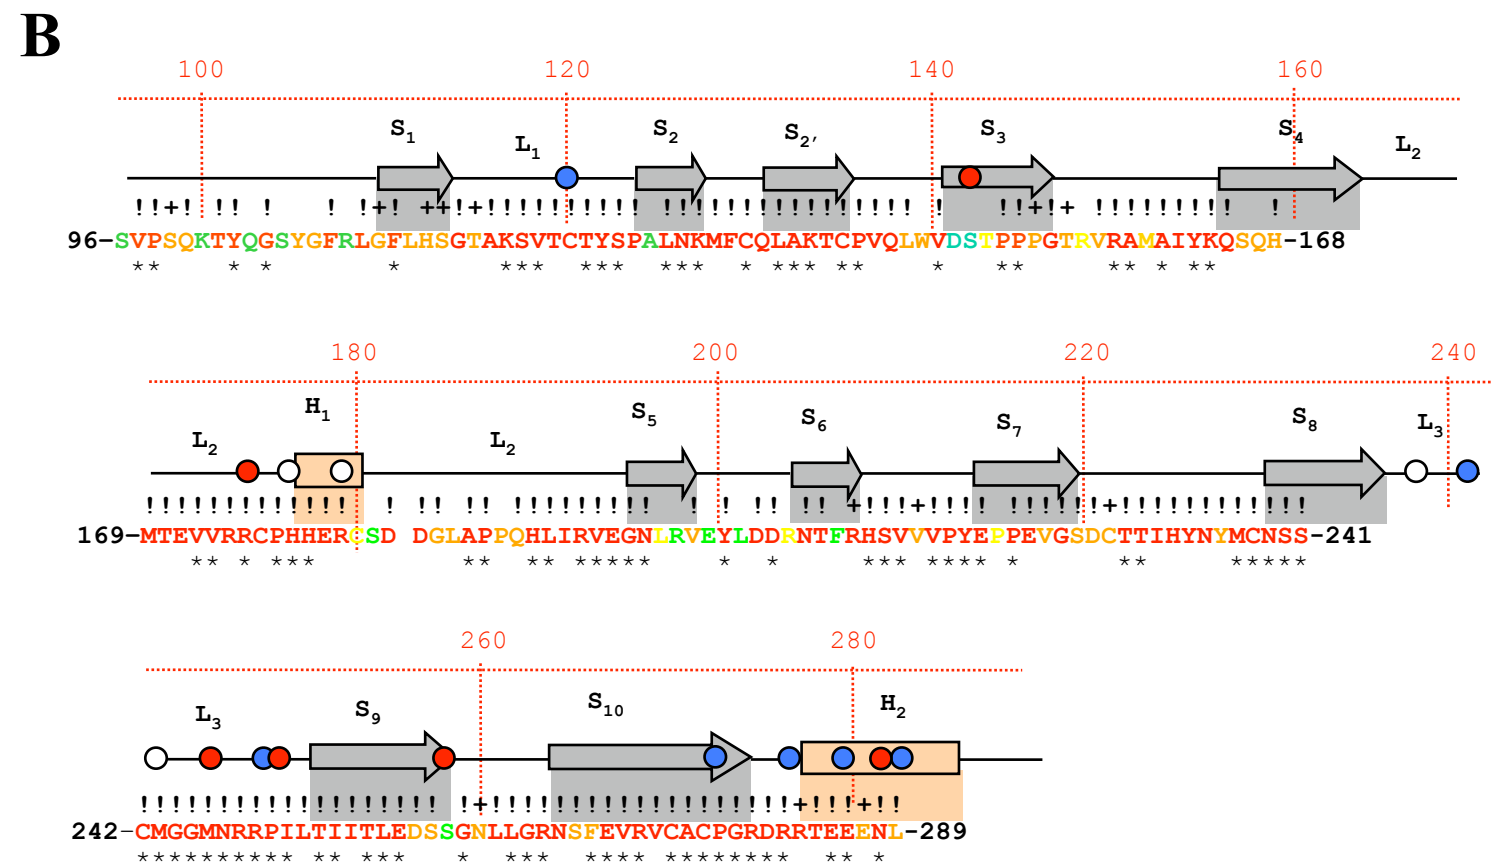 B
100 120 140 160
S1 L1 S2 S2′ S3 S4 L2
!!+! !! ! ! !+! ++!+!!!!!!!!!! !!! !!!!!!!!!!!! ! !!+!+ !!!!!!!!! !
96-SVPSQKTYQGSYGFRLGFLHSGTAKSVTCTYSPALNKMFCQLAKTCPVQLWVDSTPPPGTRVRAMAIYKQSQH-168
** * * * *** *** *** * *** ** * ** ** * **
180 200 220 240
L2 H1 L2 S5 S6 S7 S8 L3
!!!!!!!!!!!!! ! !! !! !!!!!!!!! ! ! !! !! +!!!+!!!! !!!!!!+!!!!!!!!!!!!
169-MTEVVRRCPHHERCSD DGLAPPQHLIRVEGNLRVEYLDDRNTFRHSVVVPYEPPEVGSDCTTIHYNYMCNSS-241
** * *** ** ** ***** * * *** **** * ** *****
260 280
L3 S9 S10 H2
!!!!!!!!!!!!!!!!!!! !+!!!!!!!!!!!!!!!!!!!+!!!+!!
242-CMGGMNRRPILTIITLEDSSGNLLGRNSFEVRVCACPGRDRRTEEENL-289
********** ** *** * *** **** ******** ** *